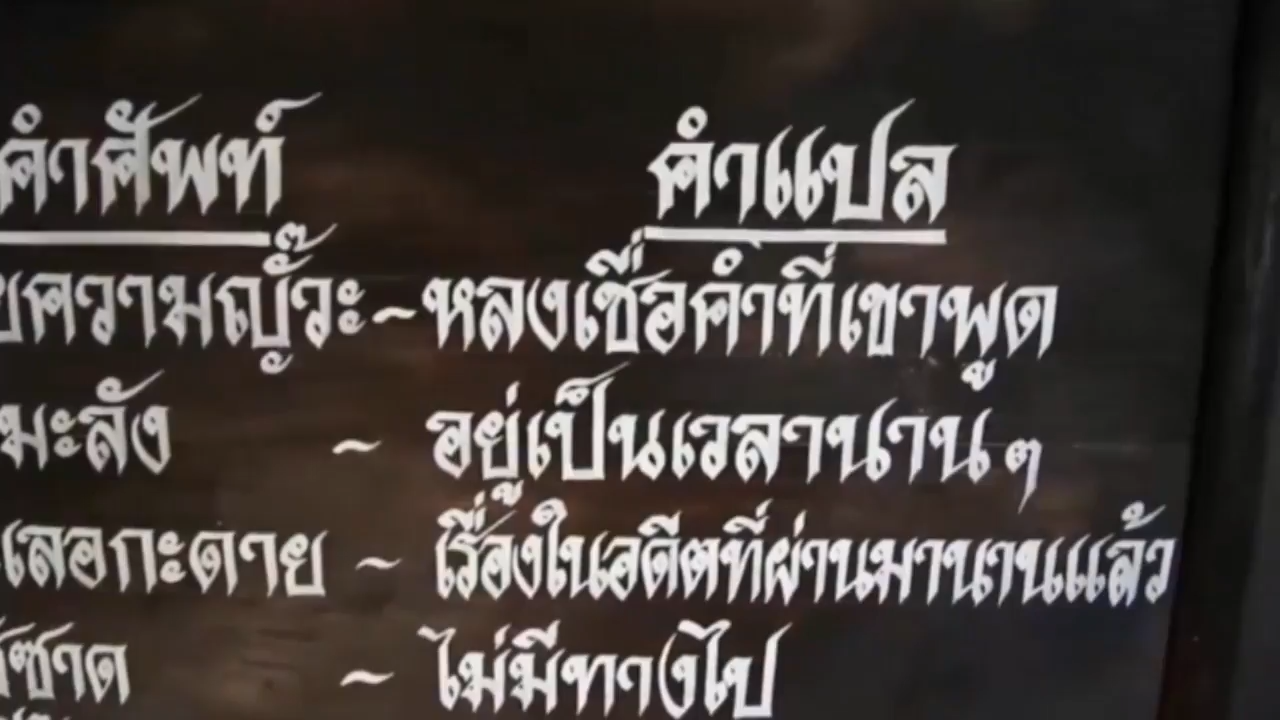 คำศัพท์ คำแปล
ยความญั๊วะ ~ หลงเชื่อคำที่เขาพูด
มะลัง ~ อยู่เป็นเวลานาน ๆ
เลอกะดาย ~ เรื่องในอดีตที่ผ่านมานานแล้ว
ซาด ~ ไม่มีทางไป